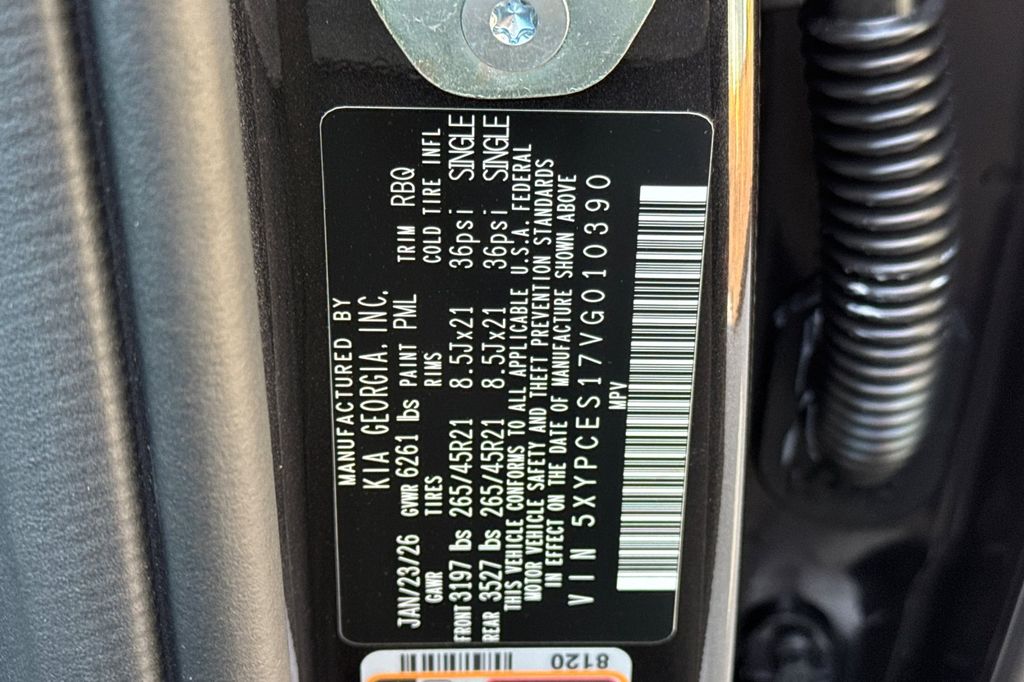 MANUFACTURED BY
KIA GEORGIA, INC.
JAN/23/26 GWR 6261 lbs PAINT PML TRIM RBQ
GAWR TIRES RIMS COLD TIRE INFL
FRONT 3197 lbs 265/45R21 8.5Jx21 36psi SINGLE
REAR 3527 lbs 265/45R21 8.5Jx21 36psi SINGLE
THIS VEHICLE CONFORMS TO ALL APPLICABLE U.S.A. FEDERAL
MOTOR VEHICLE SAFETY AND THEFT PREVENTION STANDARDS
IN EFFECT ON THE DATE OF MANUFACTURE SHOWN ABOVE
VIN 5XYPCES17VG010390
MPV
8120